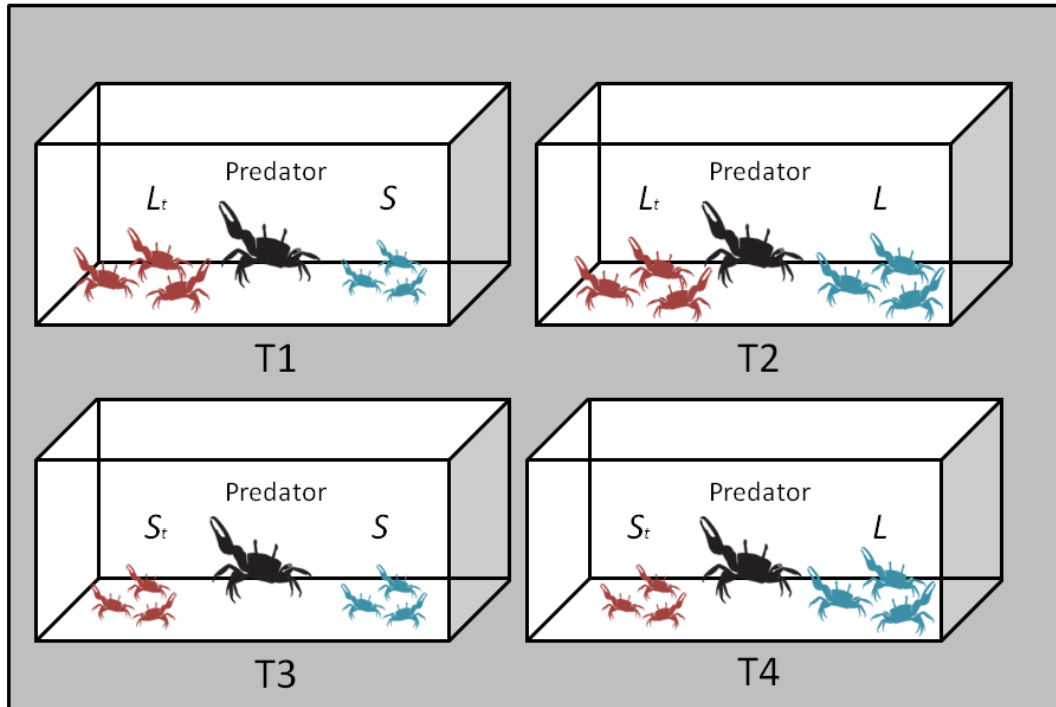 Predator
Lt S
T1
Predator
Lt L
T2
Predator
St S
T3
Predator
St L
T4